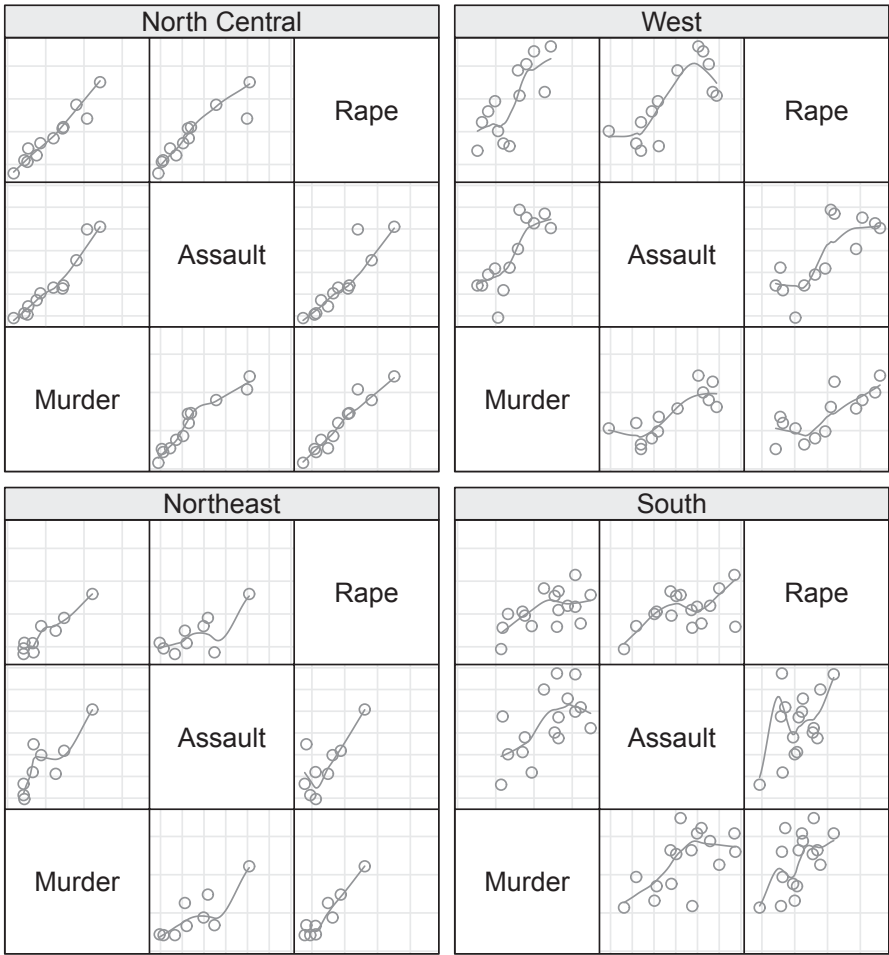 North Central
Rape
Assault
Murder
West
Rape
Assault
Murder
Northeast
Rape
Assault
Murder
South
Rape
Assault
Murder